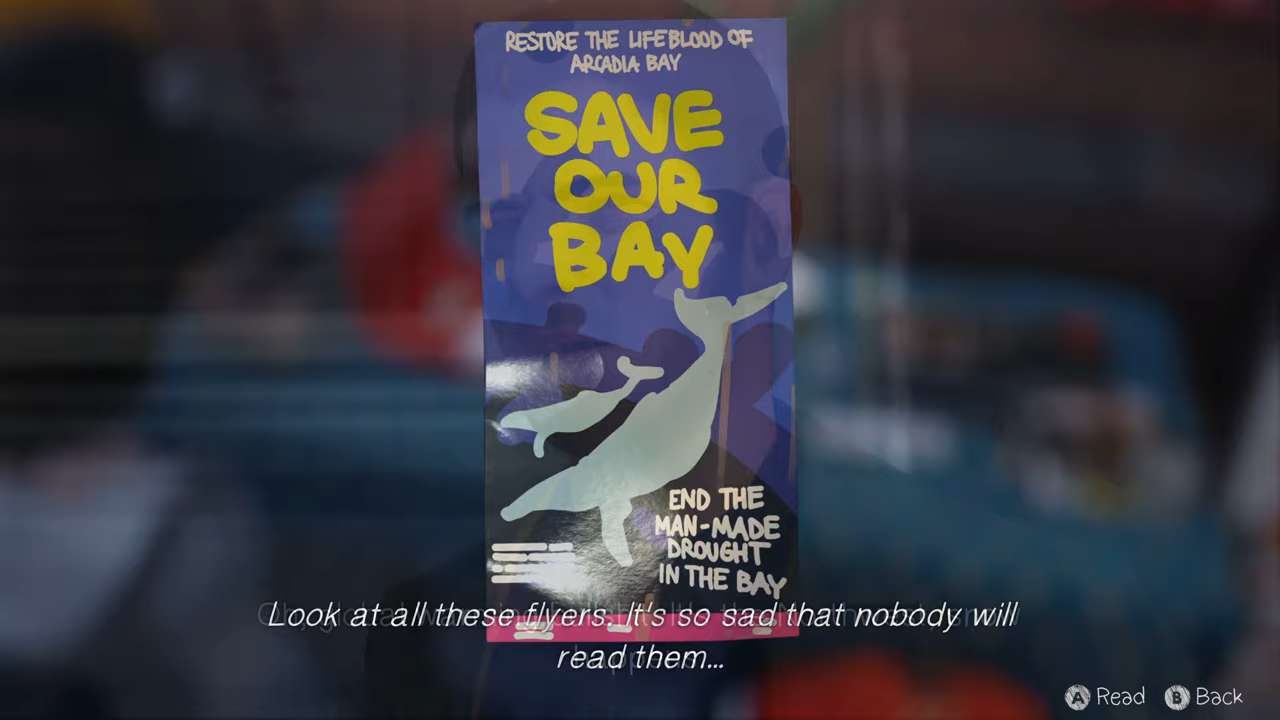 RESTORE THE LIFEBLOOD OF
ARCADIA BAY
SAVE
OUR
BAY
END THE
MAN-MADE
DROUGHT
IN THE BAY
Look at all these flyers. It's so sad that nobody will
read them...
A Read B Back